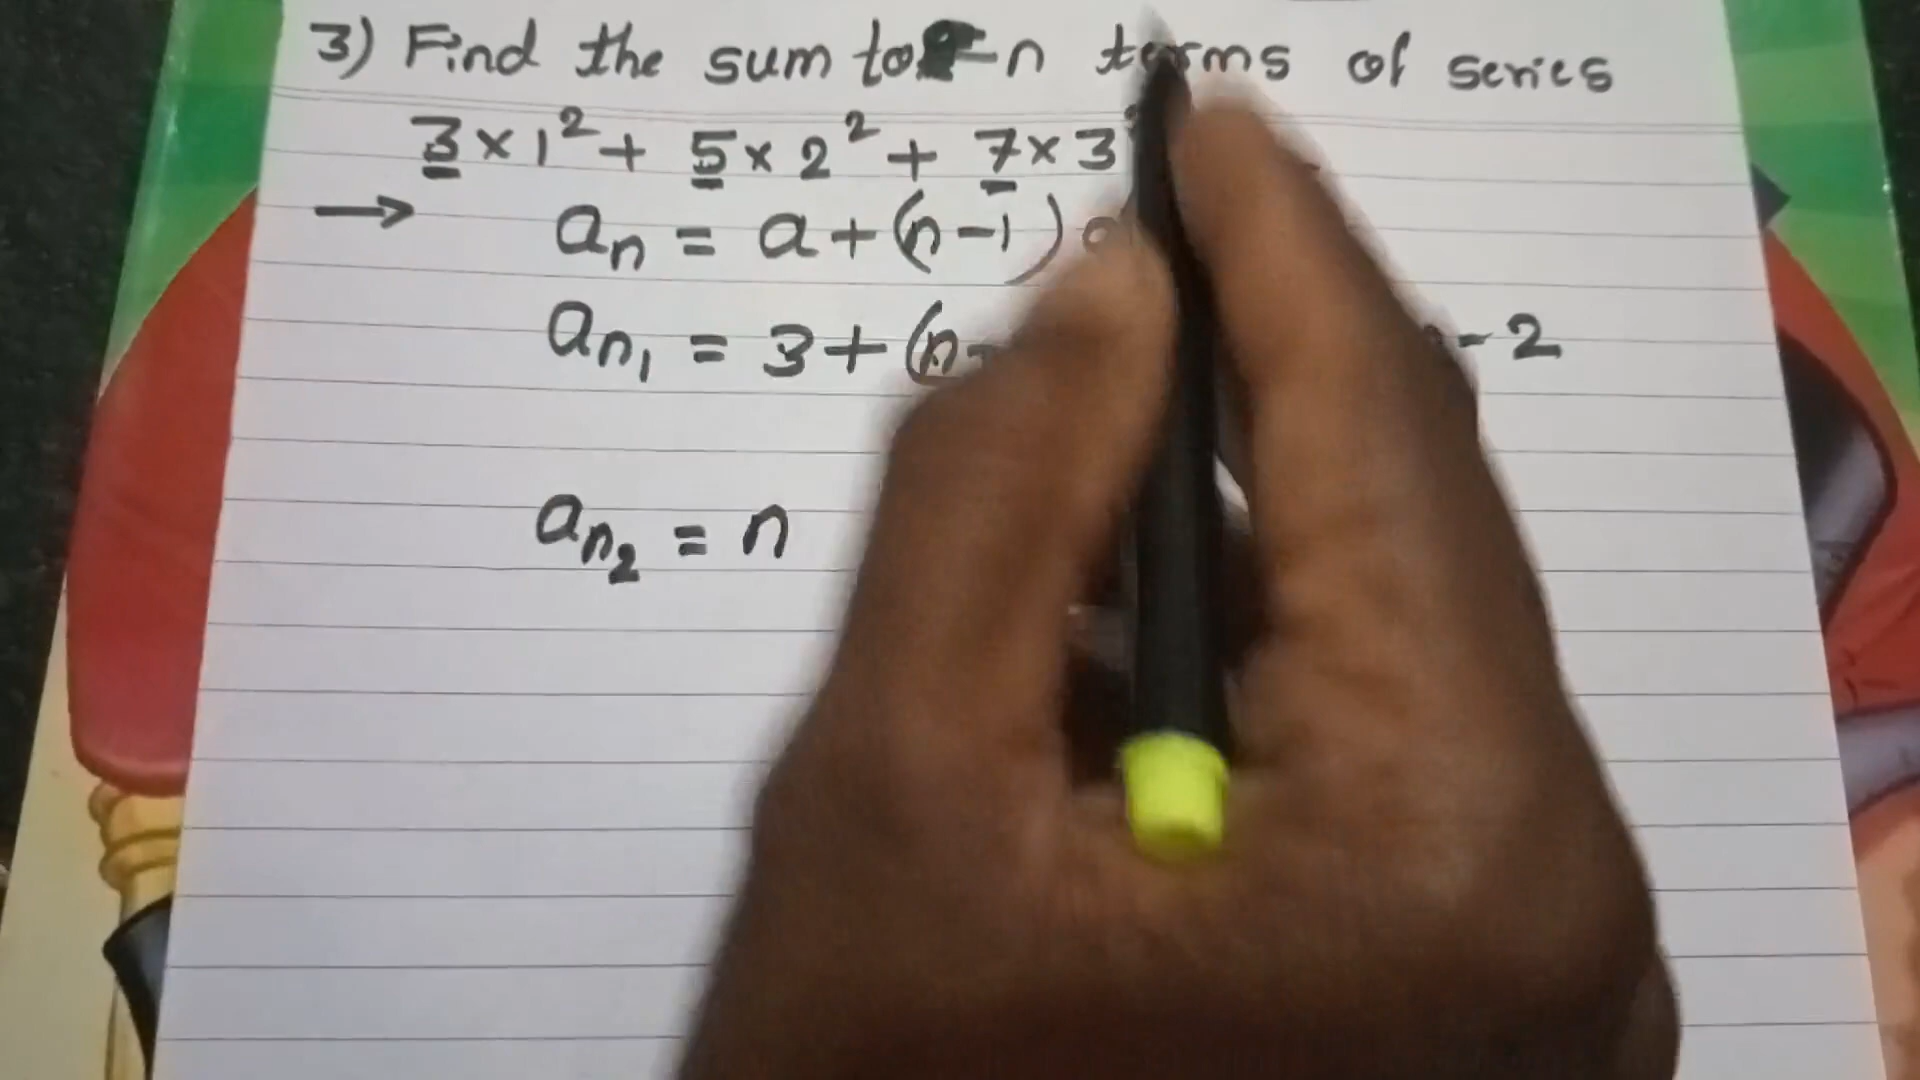 3) Find the sum to n terms of series
3 × 1² + 5 × 2² + 7 × 3
→ aₙ = a + (n - 1)
aₙ₁ = 3 + (n - 2
aₙ₂ = n